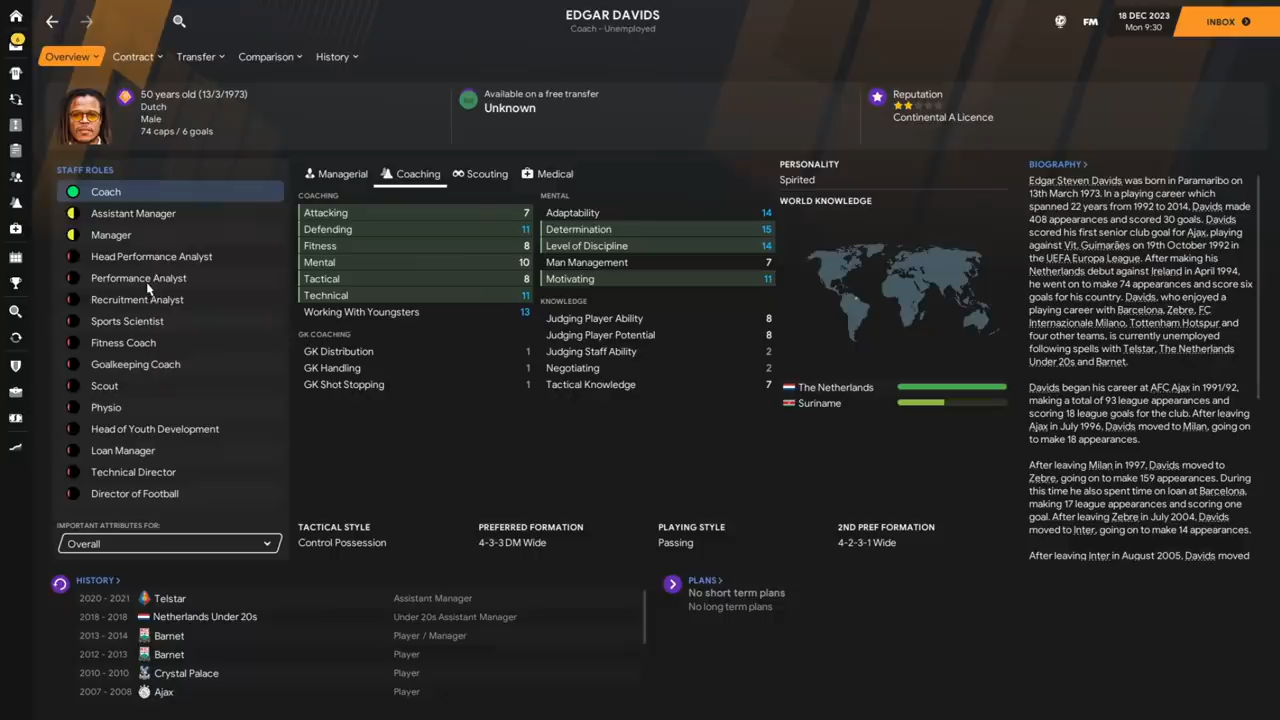 EDGAR DAVIDS
Coach - Unemployed
6
FM
18 DEC 2023
Mon 9:30
INBOX
Overview
Contract
Transfer
Comparison
History
50 years old (13/3/1973)
Dutch
Male
74 caps / 6 goals
Available on a free transfer
Unknown
Reputation
Continental A Licence
STAFF ROLES
Coach
Assistant Manager
Manager
Head Performance Analyst
Performance Analyst
Recruitment Analyst
Sports Scientist
Fitness Coach
Goalkeeping Coach
Scout
Physio
Head of Youth Development
Loan Manager
Technical Director
Director of Football
IMPORTANT ATTRIBUTES FOR:
Overall
Managerial
Coaching
Scouting
Medical
COACHING
Attacking 7
Defending 11
Fitness 8
Mental 10
Tactical 8
Technical 11
Working With Youngsters 13
GK COACHING
GK Distribution 1
GK Handling 1
GK Shot Stopping 1
MENTAL
Adaptability 14
Determination 15
Level of Discipline 14
Man Management 7
Motivating 11
KNOWLEDGE
Judging Player Ability 8
Judging Player Potential 8
Judging Staff Ability 2
Negotiating 2
Tactical Knowledge 7
PERSONALITY
Spirited
WORLD KNOWLEDGE
The Netherlands
Suriname
BIOGRAPHY >
Edgar Steven Davids was born in Paramaribo on
13th March 1973. In a playing career which
spanned 22 years from 1992 to 2014, Davids made
408 appearances and scored 30 goals. Davids
scored his first senior club goal for Ajax, playing
against Vit. Guimarães on 19th October 1992 in
the UEFA Europa League. After making his
Netherlands debut against Ireland in April 1994,
he went on to make 74 appearances and score six
goals for his country. Davids, who enjoyed a
playing career with Barcelona, Zebre, FC
Internazionale Milano, Tottenham Hotspur and
four other teams, is currently unemployed
following spells with Telstar, The Netherlands
Under 20s and Barnet.
Davids began his career at AFC Ajax in 1991/92,
making a total of 93 league appearances and
scoring 18 league goals for the club. After leaving
Ajax in July 1996, Davids moved to Milan, going on
to make 18 appearances.
After leaving Milan in 1997, Davids moved to
Zebre, going on to make 159 appearances. During
this time he also spent time on loan at Barcelona,
making 17 league appearances and scoring one
goal. After leaving Zebre in July 2004, Davids
moved to Inter, going on to make 14 appearances.
After leaving Inter in August 2005, Davids moved
TACTICAL STYLE
Control Possession
PREFERRED FORMATION
4-3-3 DM Wide
PLAYING STYLE
Passing
2ND PREF FORMATION
4-2-3-1 Wide
HISTORY >
2020 - 2021 Telstar Assistant Manager
2018 - 2018 Netherlands Under 20s Under 20s Assistant Manager
2013 - 2014 Barnet Player / Manager
2012 - 2013 Barnet Player
2010 - 2010 Crystal Palace Player
2007 - 2008 Ajax Player
PLANS >
No short term plans
No long term plans